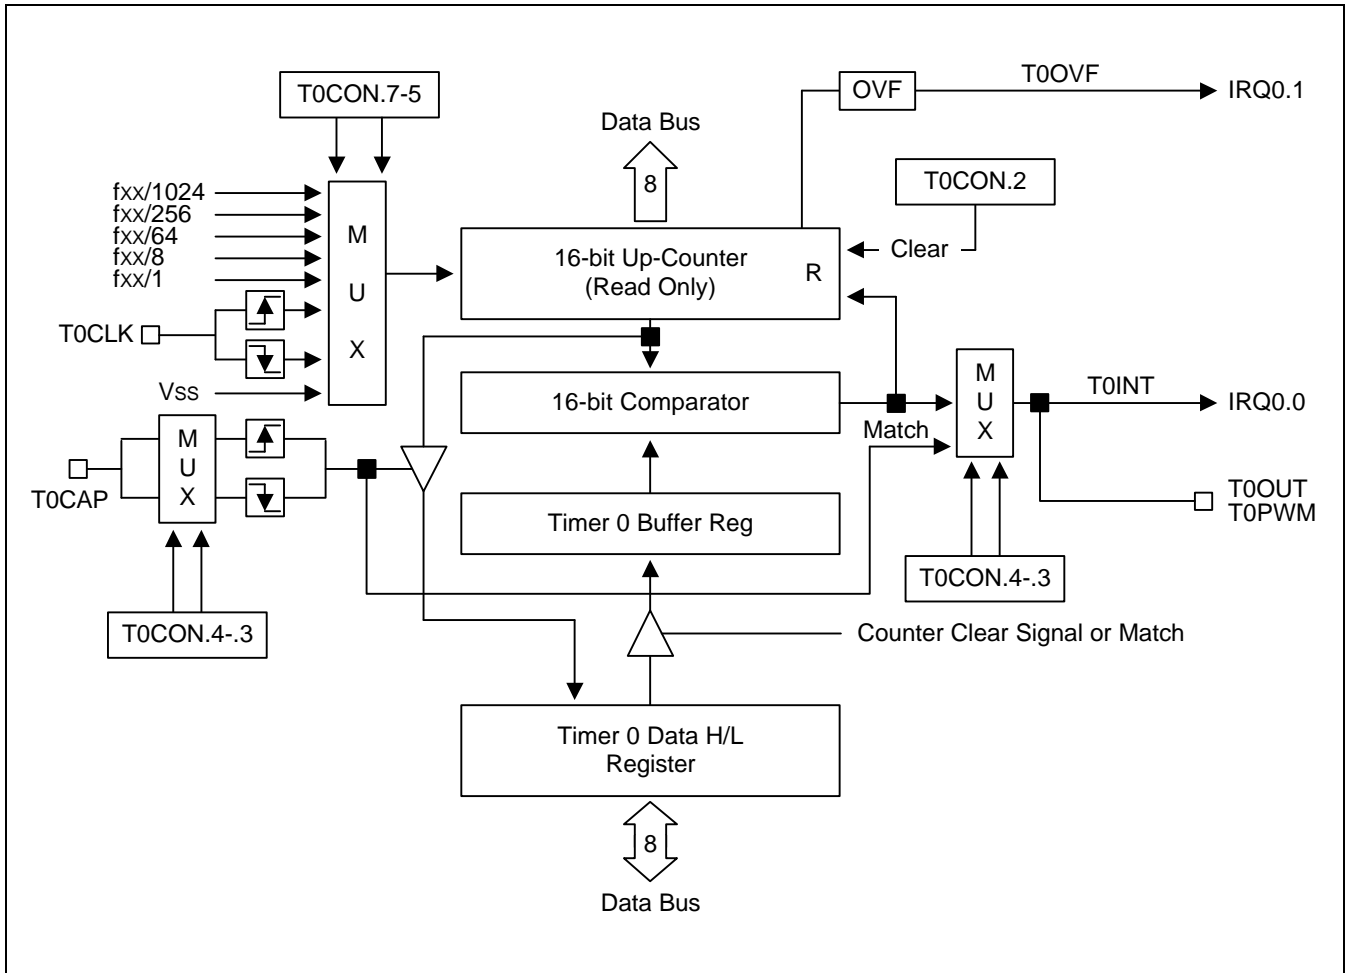 T0CON.7-5
Data Bus
8
OVF
T0OVF
IRQ0.1
T0CON.2
fxx/1024
fxx/256
fxx/64
fxx/8
fxx/1
T0CLK
Vss
M
U
X
16-bit Up-Counter
(Read Only)
R
Clear
16-bit Comparator
Match
M
U
X
T0INT
IRQ0.0
T0OUT
T0PWM
T0CON.4-.3
T0CAP
M
U
X
T0CON.4-.3
Timer 0 Buffer Reg
Counter Clear Signal or Match
Timer 0 Data H/L
Register
8
Data Bus